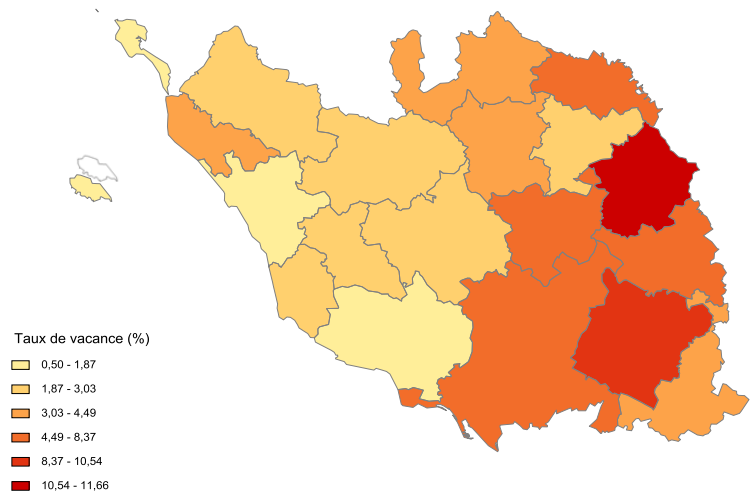 Taux de vacance (%)
0,50 - 1,87
1,87 - 3,03
3,03 - 4,49
4,49 - 8,37
8,37 - 10,54
10,54 - 11,66